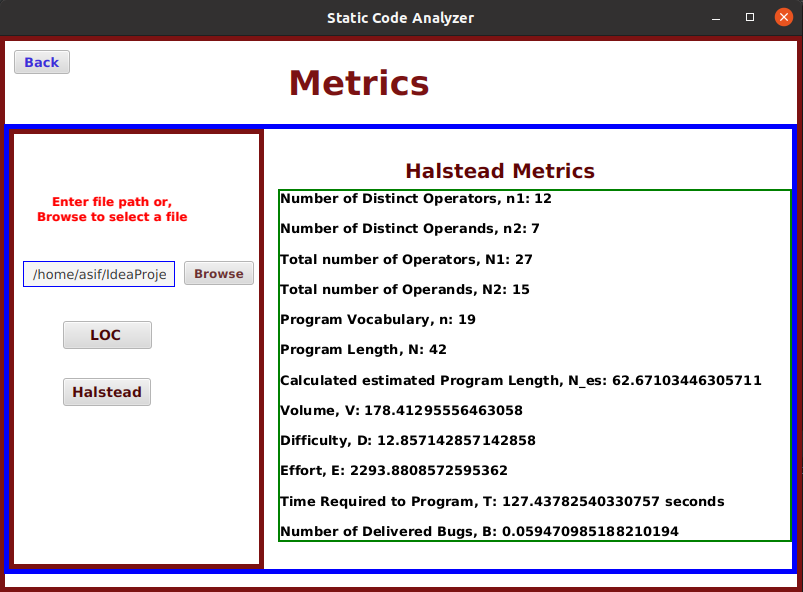 Static Code Analyzer
Back
Metrics
Enter file path or,
Browse to select a file
/home/asif/IdeaProje
Browse
LOC
Halstead
Halstead Metrics
Number of Distinct Operators, n1: 12
Number of Distinct Operands, n2: 7
Total number of Operators, N1: 27
Total number of Operands, N2: 15
Program Vocabulary, n: 19
Program Length, N: 42
Calculated estimated Program Length, N_es: 62.67103446305711
Volume, V: 178.41295556463058
Difficulty, D: 12.857142857142858
Effort, E: 2293.8808572595362
Time Required to Program, T: 127.43782540330757 seconds
Number of Delivered Bugs, B: 0.059470985188210194